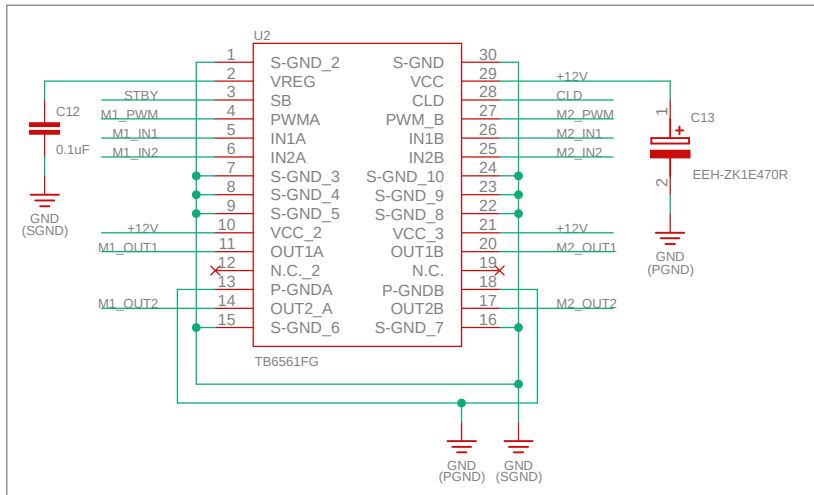 U2
1 S-GND_2 S-GND 30
2 VREG VCC 29 +12V
STBY 3 SB CLD 28 CLD
M1_PWM 4 PWMA PWM_B 27 M2_PWM
M1_IN1 5 IN1A IN1B 26 M2_IN1
M1_IN2 6 IN2A IN2B 25 M2_IN2
7 S-GND_3 S-GND_10 24
8 S-GND_4 S-GND_9 23
9 S-GND_5 S-GND_8 22
+12V 10 VCC_2 VCC_3 21 +12V
M1_OUT1 11 OUT1A OUT1B 20 M2_OUT1
12 N.C._2 N.C. 19
13 P-GNDA P-GNDB 18
M1_OUT2 14 OUT2_A OUT2B 17 M2_OUT2
15 S-GND_6 S-GND_7 16
TB6561FG
C12
0.1uF
GND
(SGND)
1
+
C13
EEH-ZK1E470R
2
GND
(PGND)
GND
(PGND)
GND
(SGND)